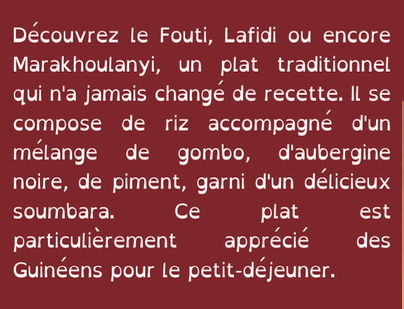 Découvrez le Fouti, Lafidi ou encore
Marakhoulanyi, un plat traditionnel
qui n'a jamais changé de recette. Il se
compose de riz accompagné d'un
mélange de gombo, d'aubergine
noire, de piment, garni d'un délicieux
soumbara. Ce plat est
particulièrement apprécié des
Guinéens pour le petit-déjeuner.